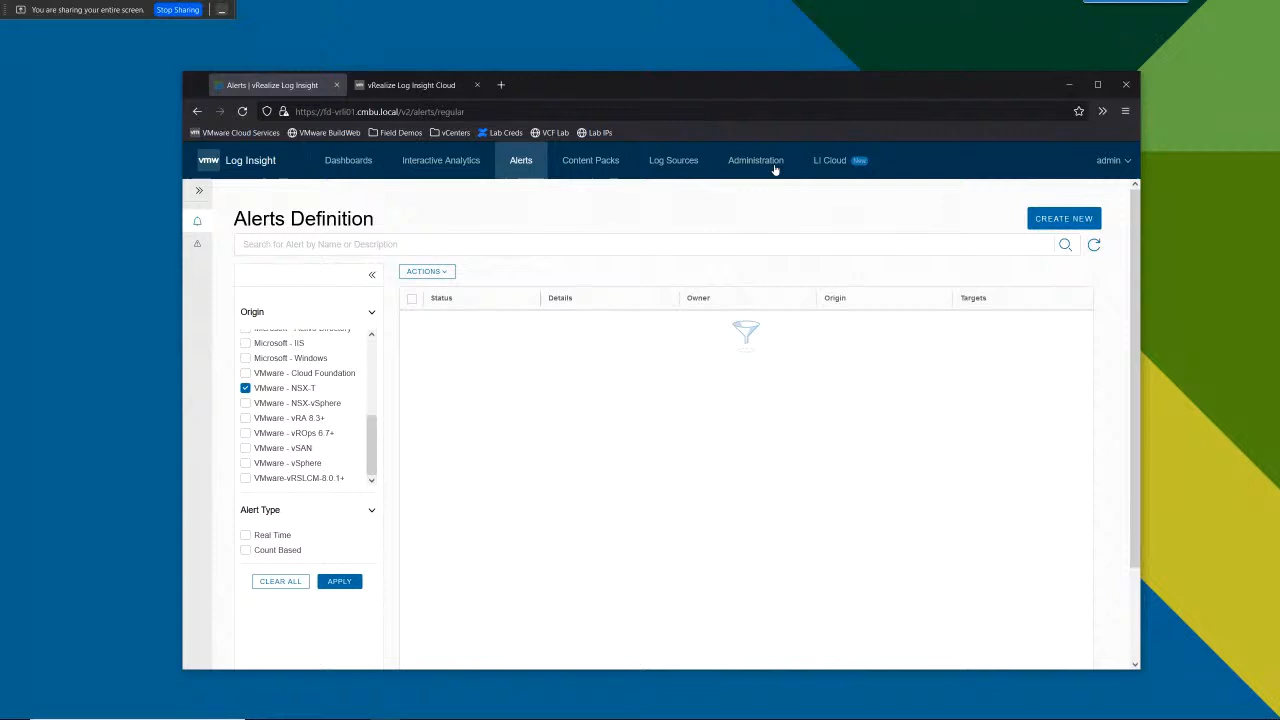 You are sharing your entire screen. Stop Sharing
Alerts | vRealize Log Insight
vRealize Log Insight Cloud
https://fd-vrli01.cmbu.local/v2/alerts/regular
VMware Cloud Services
VMware BuildWeb
Field Demos
vCenters
Lab Creds
VCF Lab
Lab IPs
vmw Log Insight
Dashboards
Interactive Analytics
Alerts
Content Packs
Log Sources
Administration
LI Cloud New
admin
Alerts Definition
CREATE NEW
Search for Alert by Name or Description
ACTIONS
Status
Details
Owner
Origin
Targets
Origin
Microsoft - Active Directory
Microsoft - IIS
Microsoft - Windows
VMware - Cloud Foundation
VMware - NSX-T
VMware - NSX-vSphere
VMware - vRA 8.3+
VMware - vROps 6.7+
VMware - vSAN
VMware - vSphere
VMware-vRSLCM-8.0.1+
Alert Type
Real Time
Count Based
CLEAR ALL
APPLY